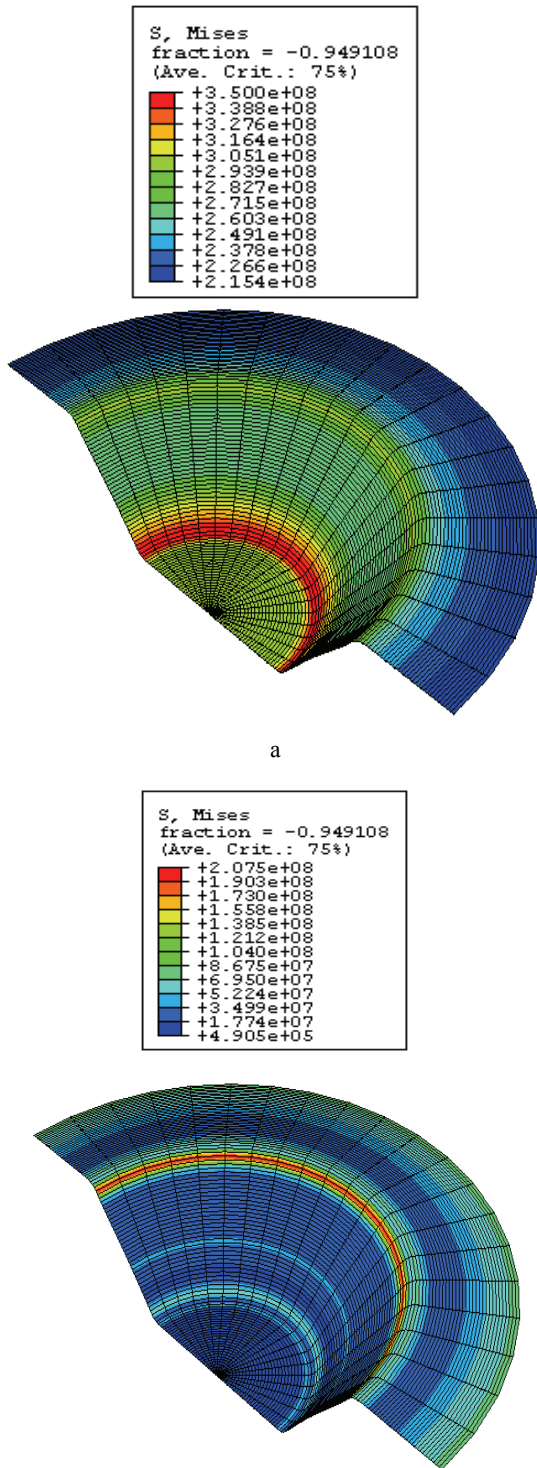 S, Mises
fraction = -0.949108
(Ave. Crit.: 75%)
+3.500e+08
+3.388e+08
+3.276e+08
+3.164e+08
+3.051e+08
+2.939e+08
+2.827e+08
+2.715e+08
+2.603e+08
+2.491e+08
+2.378e+08
+2.266e+08
+2.154e+08
a
S, Mises
fraction = -0.949108
(Ave. Crit.: 75%)
+2.075e+08
+1.903e+08
+1.730e+08
+1.558e+08
+1.385e+08
+1.212e+08
+1.040e+08
+8.675e+07
+6.950e+07
+5.224e+07
+3.499e+07
+1.774e+07
+4.905e+05